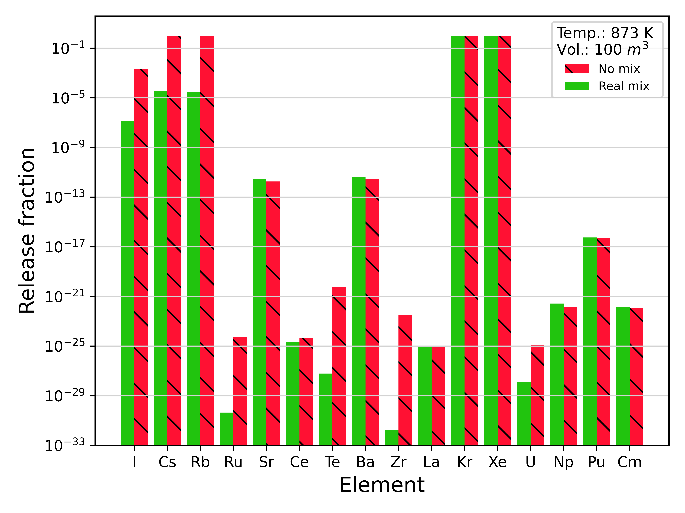 Temp.: 873 K
Vol.: 100 m³
No mix
Real mix
Release fraction
10⁻¹
10⁻⁵
10⁻⁹
10⁻¹³
10⁻¹⁷
10⁻²¹
10⁻²⁵
10⁻²⁹
10⁻³³
I Cs Rb Ru Sr Ce Te Ba Zr La Kr Xe U Np Pu Cm
Element